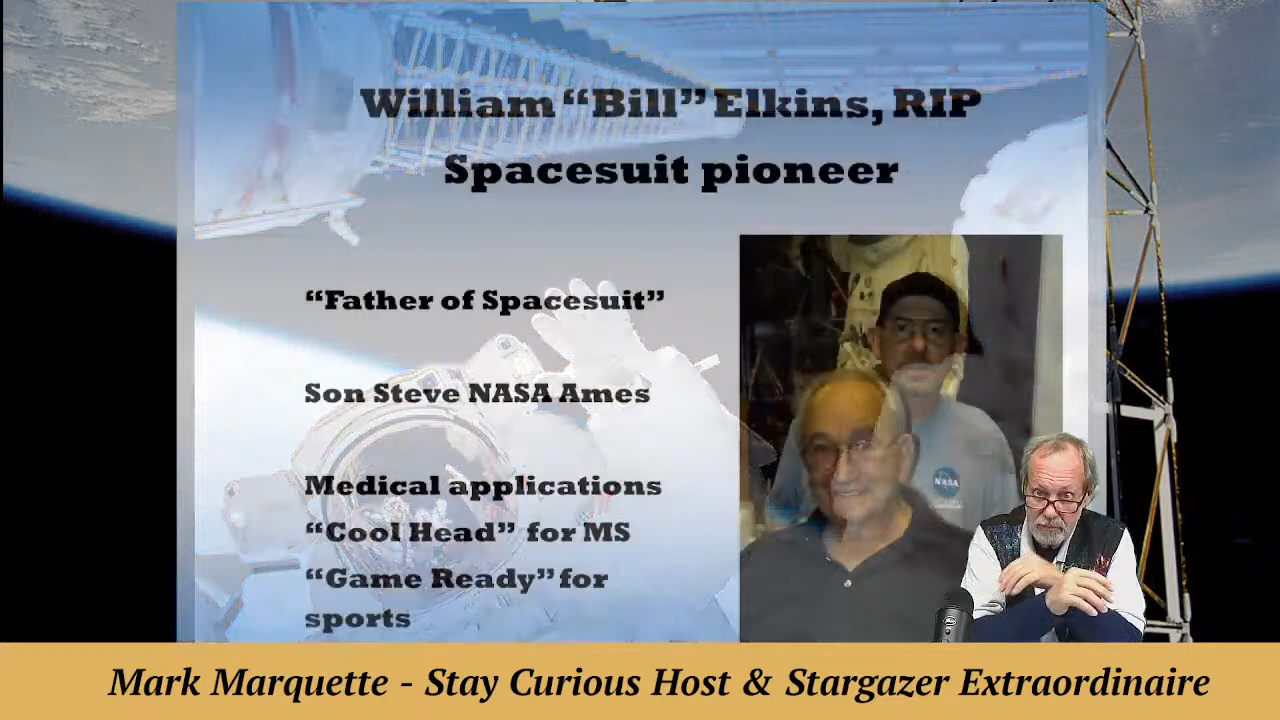 William “Bill” Elkins, RIP
Spacesuit pioneer
“Father of Spacesuit”
Son Steve NASA Ames
Medical applications
“Cool Head” for MS
“Game Ready” for
sports
NASA
Mark Marquette - Stay Curious Host & Stargazer Extraordinaire